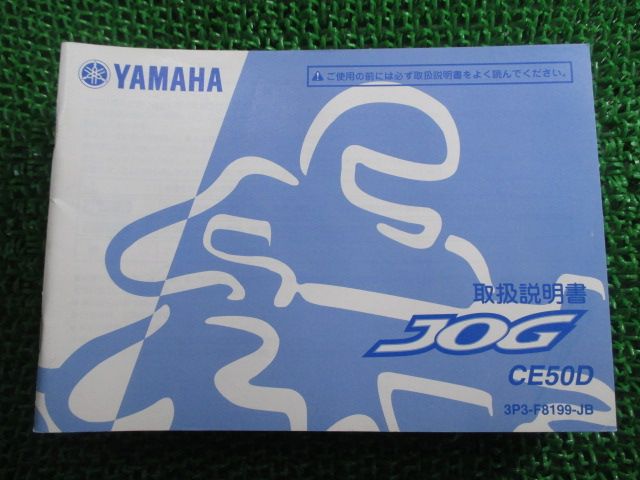 YAMAHA
⚠ご使用の前には必ず取扱説明書をよく読んでください。
取扱説明書
JOG
CE50D
3P3-F8199-JB